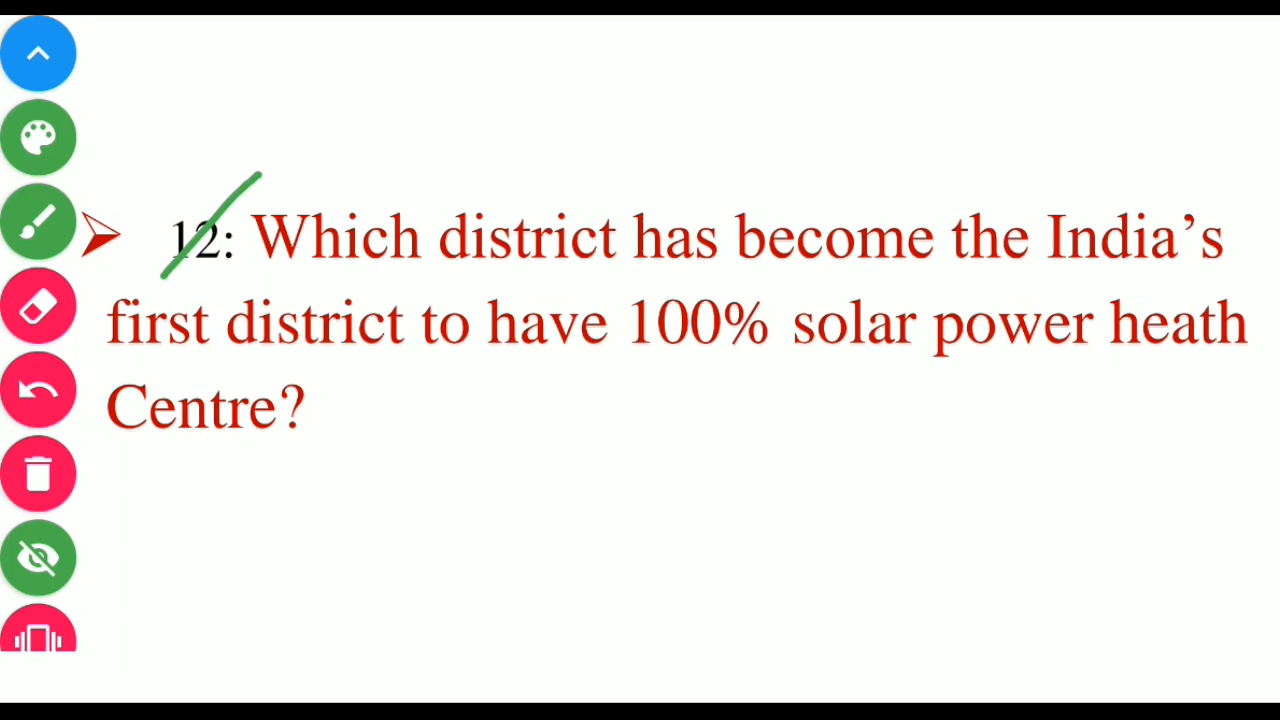 12: Which district has become the India’s
first district to have 100% solar power heath
Centre?